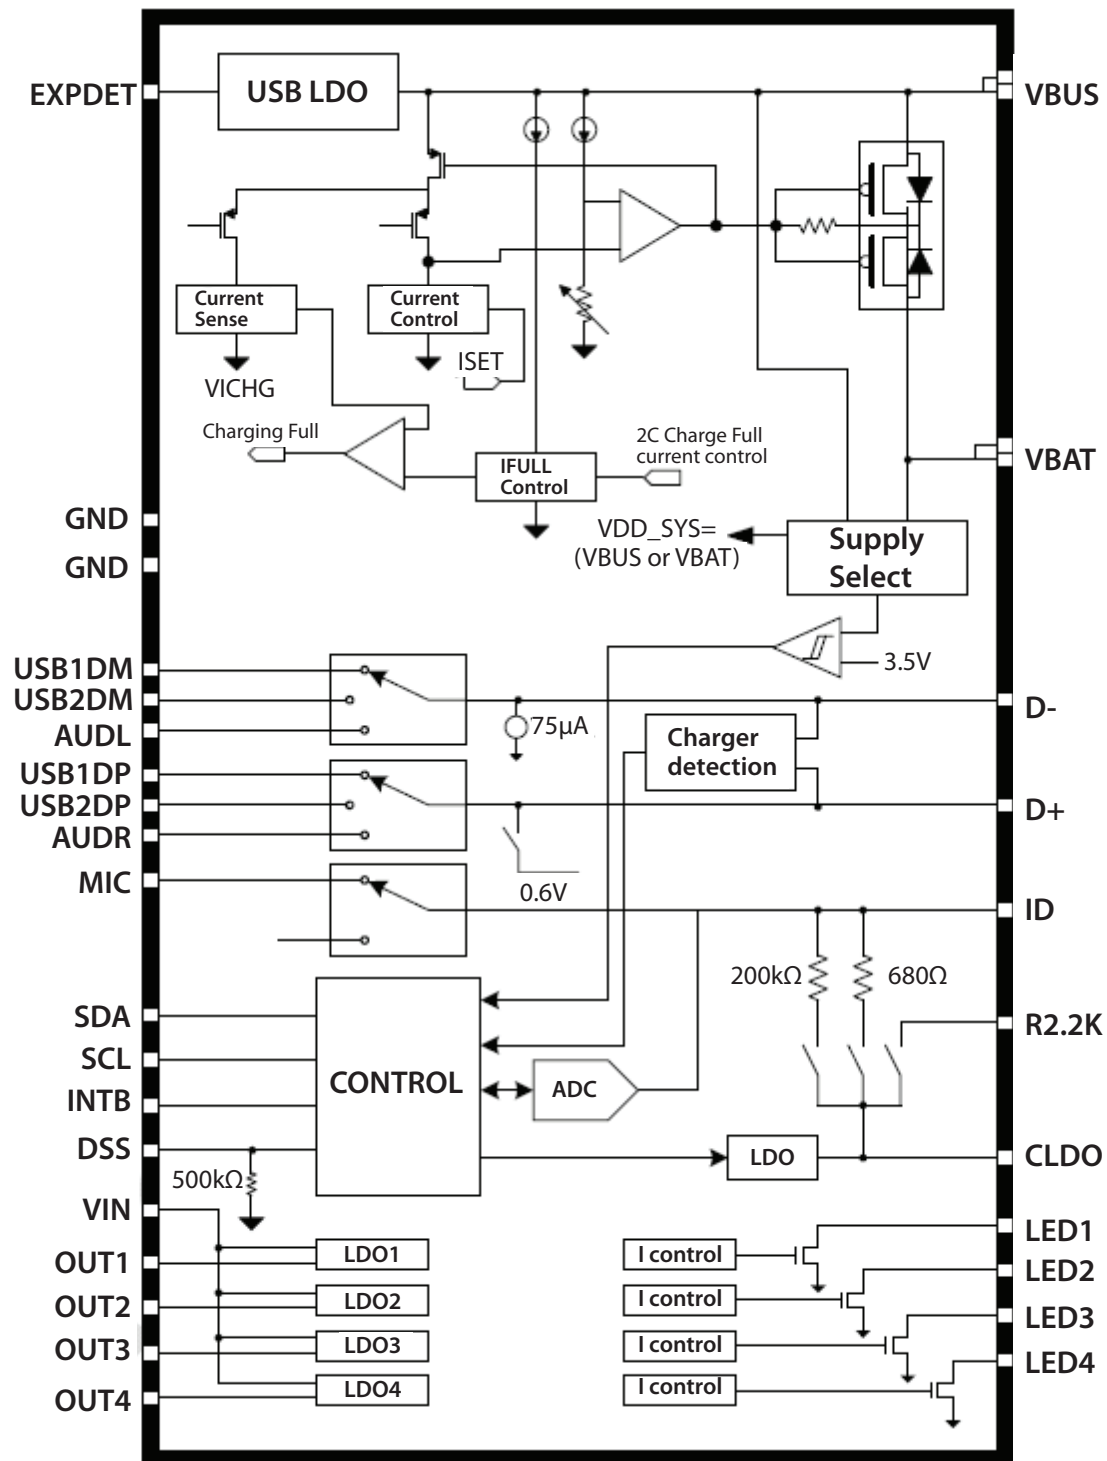 EXPDET
USB LDO
VBUS
Current
Sense
Current
Control
VICHG
ISET
Charging Full
2C Charge Full
current control
IFULL
Control
VBAT
GND
GND
VDD_SYS=
(VBUS or VBAT)
Supply
Select
3.5V
USB1DM
USB2DM
AUDL
75µA
Charger
detection
D-
USB1DP
USB2DP
AUDR
D+
MIC
0.6V
ID
200kΩ
680Ω
SDA
SCL
INTB
DSS
CONTROL
ADC
R2.2K
LDO
CLDO
500kΩ
VIN
OUT1
OUT2
OUT3
OUT4
LDO1
LDO2
LDO3
LDO4
I control
I control
I control
I control
LED1
LED2
LED3
LED4